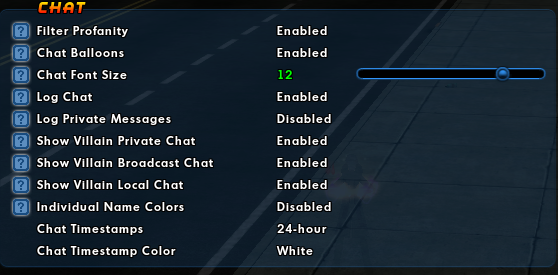 CHAT
? Filter Profanity Enabled
? Chat Balloons Enabled
? Chat Font Size 12
? Log Chat Enabled
? Log Private Messages Disabled
? Show Villain Private Chat Enabled
? Show Villain Broadcast Chat Enabled
? Show Villain Local Chat Enabled
? Individual Name Colors Disabled
Chat Timestamps 24-hour
Chat Timestamp Color White